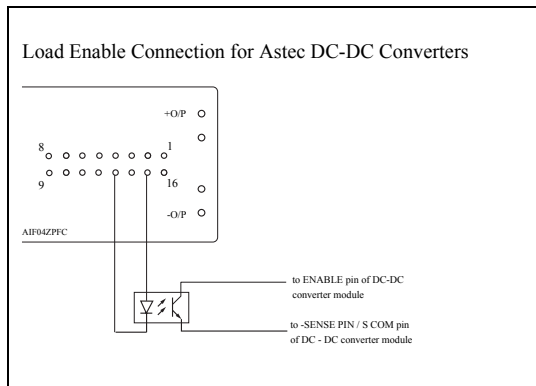 Load Enable Connection for Astec DC-DC Converters
+O/P
8
1
9
16
-O/P
AIF04ZPFC
to ENABLE pin of DC-DC
converter module
to -SENSE PIN / S COM pin
of DC - DC converter module